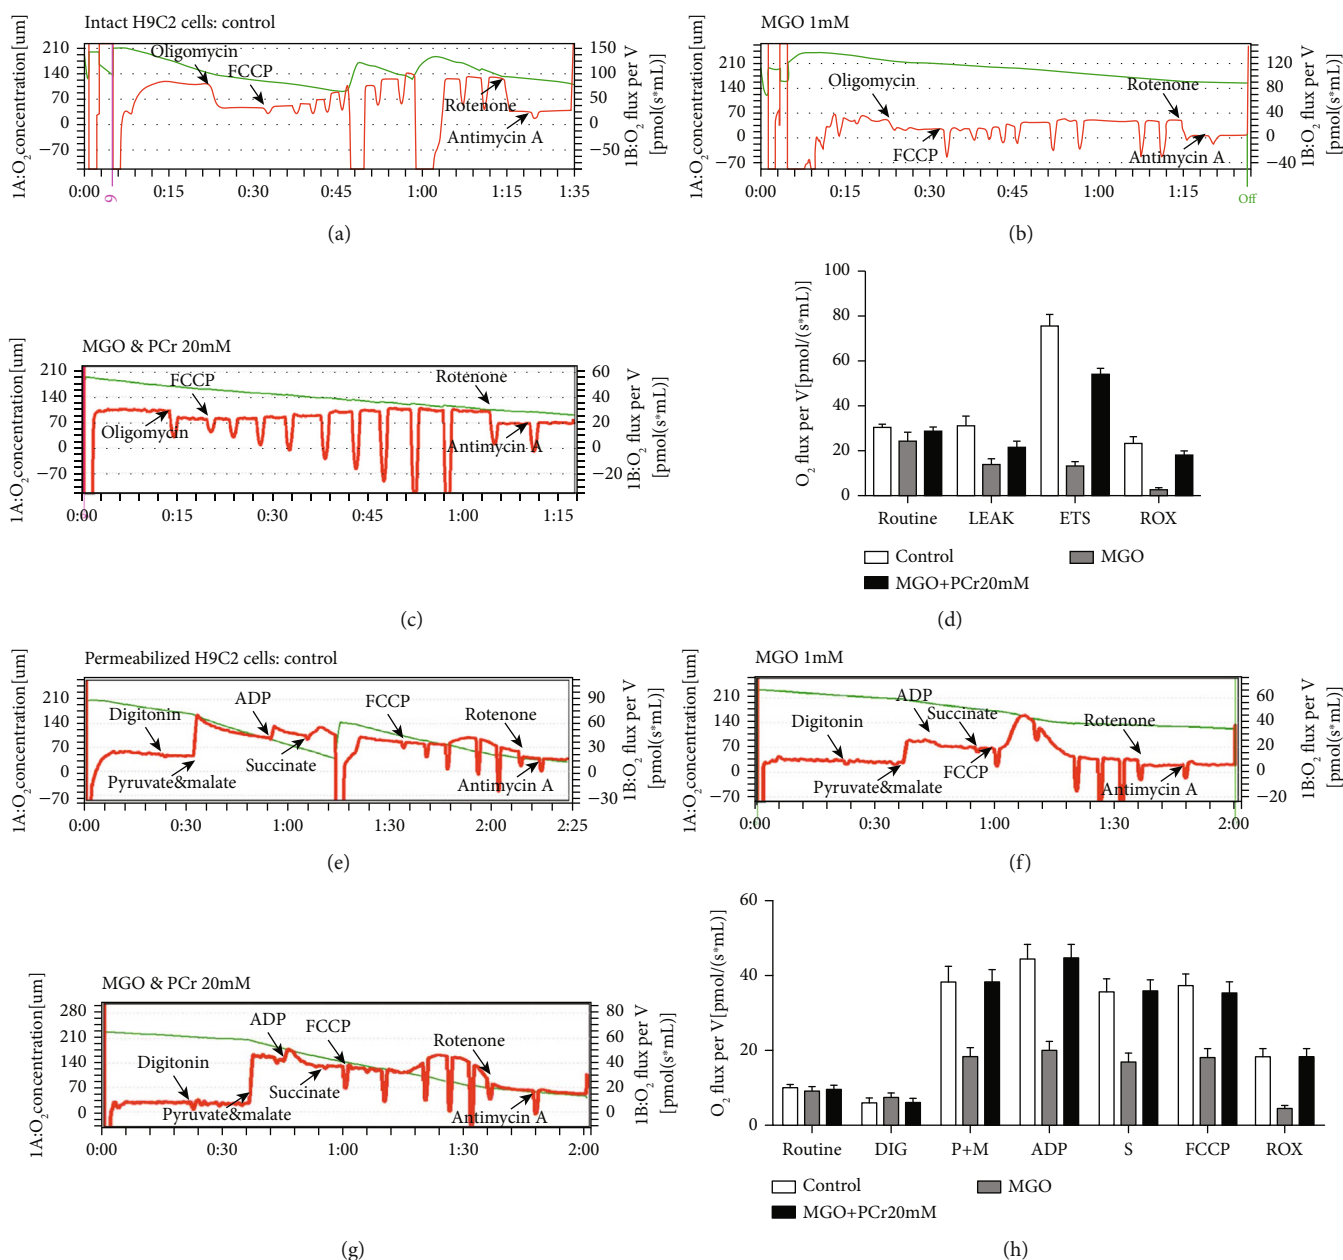 Intact H9C2 cells: control
1A:O2concentration[um]
210
140
70
0
−70
Oligomycin
FCCP
Rotenone
Antimycin A
150
100
50
0
−50
1B:O2 flux per V
[pmol(s*mL)]
0:00 0:15 0:30 0:45 1:00 1:15 1:35
9
(a)
MGO 1mM
1A:O2concentration[um]
210
140
70
0
−70
Oligomycin
FCCP
Rotenone
Antimycin A
120
80
40
0
−40
1B:O2 flux per V
[pmol(s*mL)]
0:00 0:15 0:30 0:45 1:00 1:15
Off
(b)
MGO & PCr 20mM
1A:O2concentration[um]
210
140
70
0
−70
FCCP
Oligomycin
Rotenone
Antimycin A
60
40
20
0
−20
1B:O2 flux per V
[pmol(s*mL)]
0:00 0:15 0:30 0:45 1:00 1:15
(c)
O2 flux per V[pmol/(s*mL)]
100
80
60
40
20
0
Routine LEAK ETS ROX
Control MGO
MGO+PCr20mM
(d)
Permeabilized H9C2 cells: control
1A:O2concentration[um]
210
140
70
0
−70
Digitonin
ADP
FCCP
Rotenone
Succinate
Pyruvate&malate
Antimycin A
90
60
30
0
−30
1B:O2 flux per V
[pmol/(s*mL)]
0:00 0:30 1:00 1:30 2:00 2:25
(e)
MGO 1mM
1A:O2concentration[um]
210
140
70
0
−70
ADP
Succinate
Digitonin
Rotenone
FCCP
Pyruvate&malate
Antimycin A
60
40
20
0
−20
1B:O2 flux per V
[pmol/(s*mL)]
0:00 0:30 1:00 1:30 2:00
(f)
MGO & PCr 20mM
1A:O2concentration[um]
280
210
140
70
0
ADP
FCCP
Rotenone
Digitonin
Succinate
Pyruvate&malate
Antimycin A
80
60
40
20
0
1B:O2 flux per V
[pmol/(s*mL)]
0:00 0:30 1:00 1:30 2:00
(g)
O2 flux per V[pmol/(s*mL)]
60
40
20
0
Routine DIG P+M ADP S FCCP ROX
Control MGO
MGO+PCr20mM
(h)